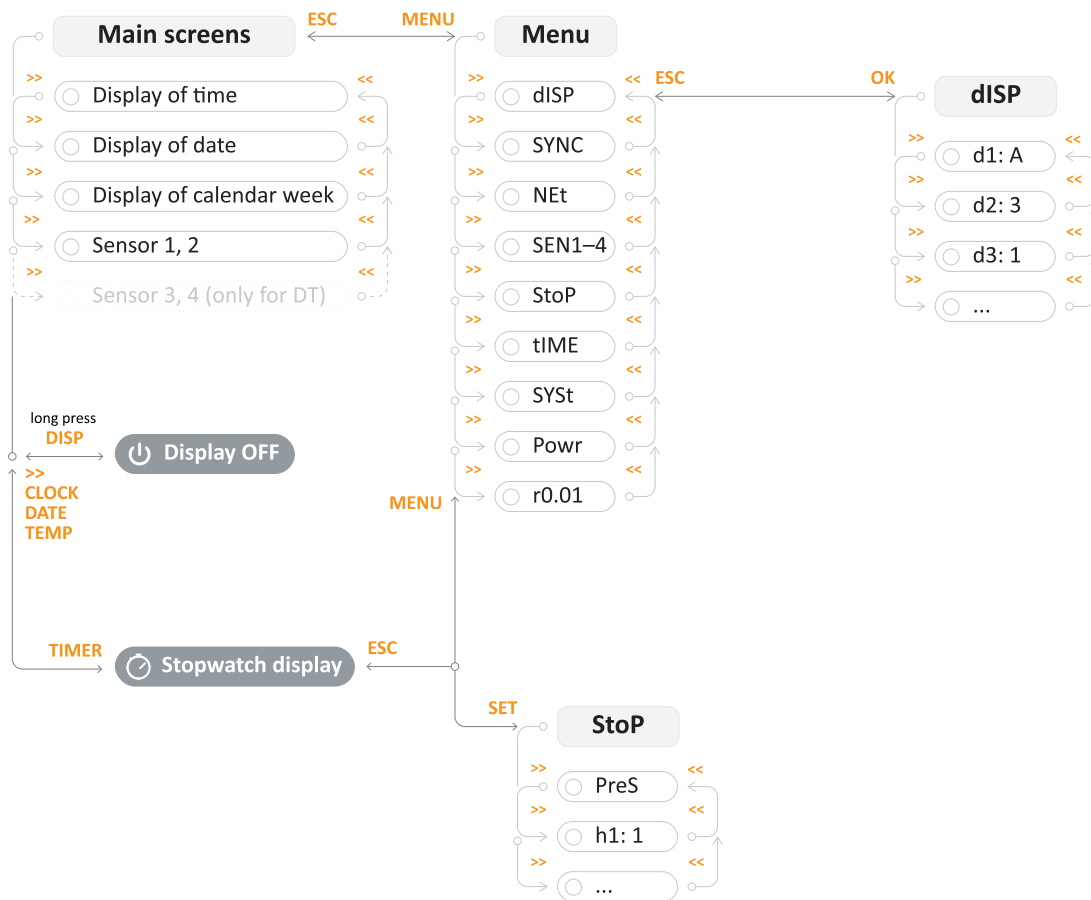 Main screens
ESC
MENU
Menu
>>
<<
Display of time
>>
<<
Display of date
>>
<<
Display of calendar week
>>
<<
Sensor 1, 2
>>
<<
Sensor 3, 4 (only for DT)
>>
<<
dISP
>>
SYNC
>>
<<
NEt
>>
<<
SEN1–4
>>
<<
StoP
>>
<<
tIME
>>
<<
SYSt
>>
<<
Powr
>>
<<
r0.01
ESC
OK
dISP
>>
<<
d1: A
>>
<<
d2: 3
>>
<<
d3: 1
>>
<<
...
long press
DISP
Display OFF
>>
CLOCK
DATE
TEMP
MENU
TIMER
Stopwatch display
ESC
SET
StoP
>>
<<
PreS
>>
<<
h1: 1
>>
<<
...